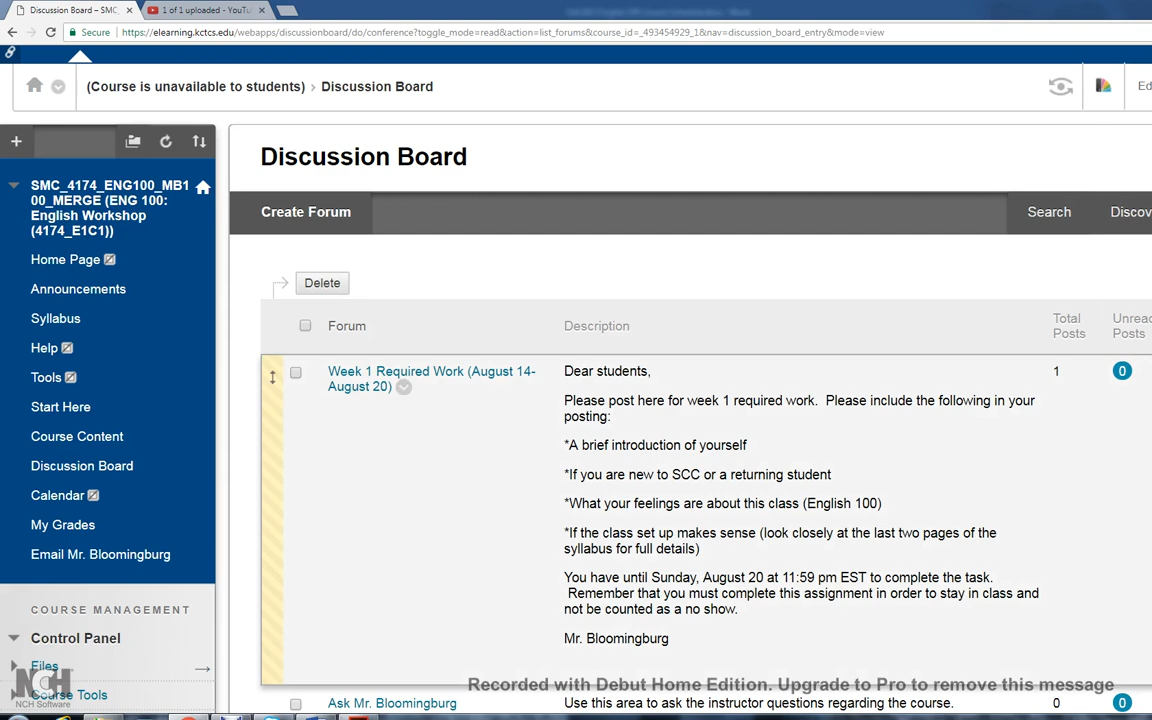 Discussion Board – SMC_
1 of 1 uploaded - YouTu
Secure
https://elearning.kctcs.edu/webapps/discussionboard/do/conference?toggle_mode=read&action=list_forums&course_id=_493454929_1&nav=discussion_board_entry&mode=view
(Course is unavailable to students) > Discussion Board
Ed
SMC_4174_ENG100_MB1
00_MERGE (ENG 100:
English Workshop
(4174_E1C1))
Home Page
Announcements
Syllabus
Help
Tools
Start Here
Course Content
Discussion Board
Calendar
My Grades
Email Mr. Bloomingburg
COURSE MANAGEMENT
Control Panel
Files
Course Tools
NCH
NCH Software
Discussion Board
Create Forum
Search
Discov
Delete
Forum
Description
Total
Posts
Unread
Posts
Week 1 Required Work (August 14-
August 20)
Dear students,
Please post here for week 1 required work.  Please include the following in your
posting:
*A brief introduction of yourself
*If you are new to SCC or a returning student
*What your feelings are about this class (English 100)
*If the class set up makes sense (look closely at the last two pages of the
syllabus for full details)
You have until Sunday, August 20 at 11:59 pm EST to complete the task.
Remember that you must complete this assignment in order to stay in class and
not be counted as a no show.
Mr. Bloomingburg
1
0
Recorded with Debut Home Edition. Upgrade to Pro to remove this message
Ask Mr. Bloomingburg
Use this area to ask the instructor questions regarding the course.
0
0